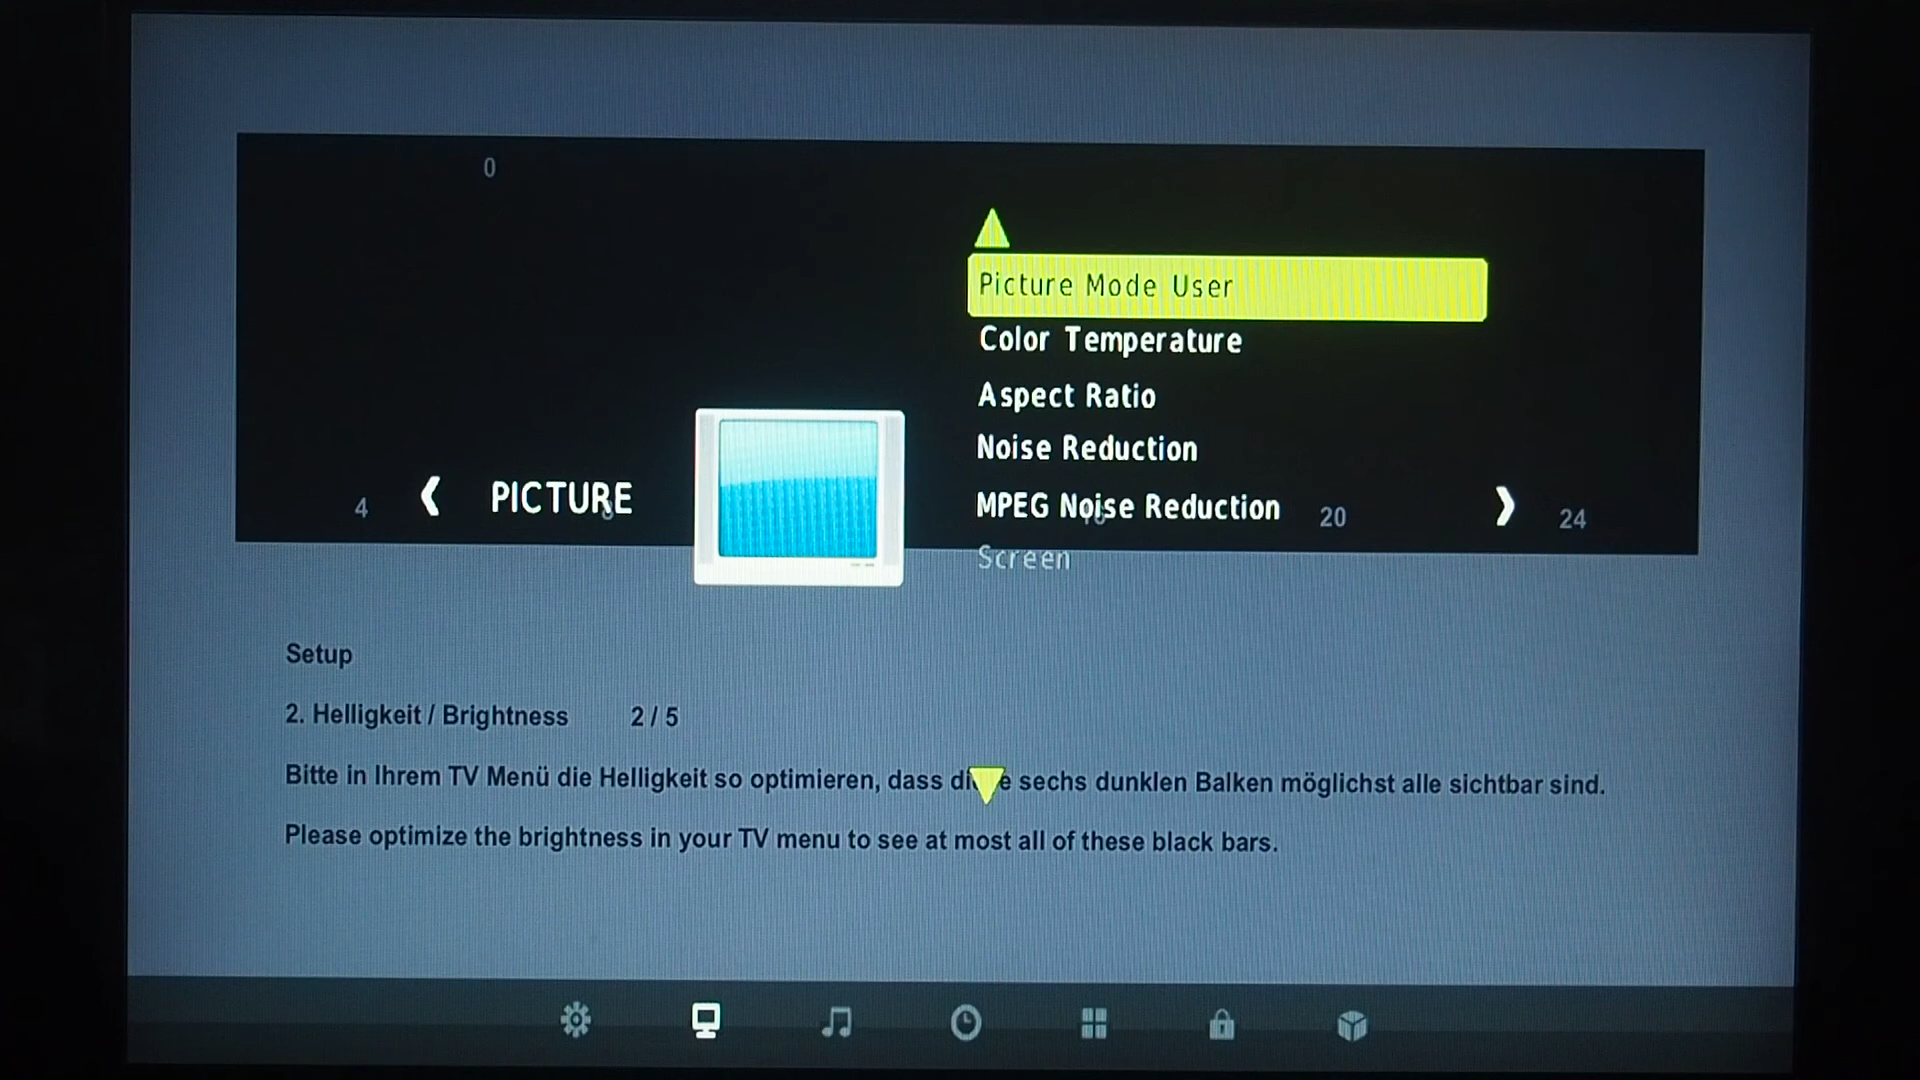 0
Picture Mode User
Color Temperature
Aspect Ratio
Noise Reduction
4 PICTURE MPEG Noise Reduction 20 24
Screen
Setup
2. Helligkeit / Brightness 2 / 5
Bitte in Ihrem TV Menü die Helligkeit so optimieren, dass sechs dunklen Balken möglichst alle sichtbar sind.
Please optimize the brightness in your TV menu to see at most all of these black bars.